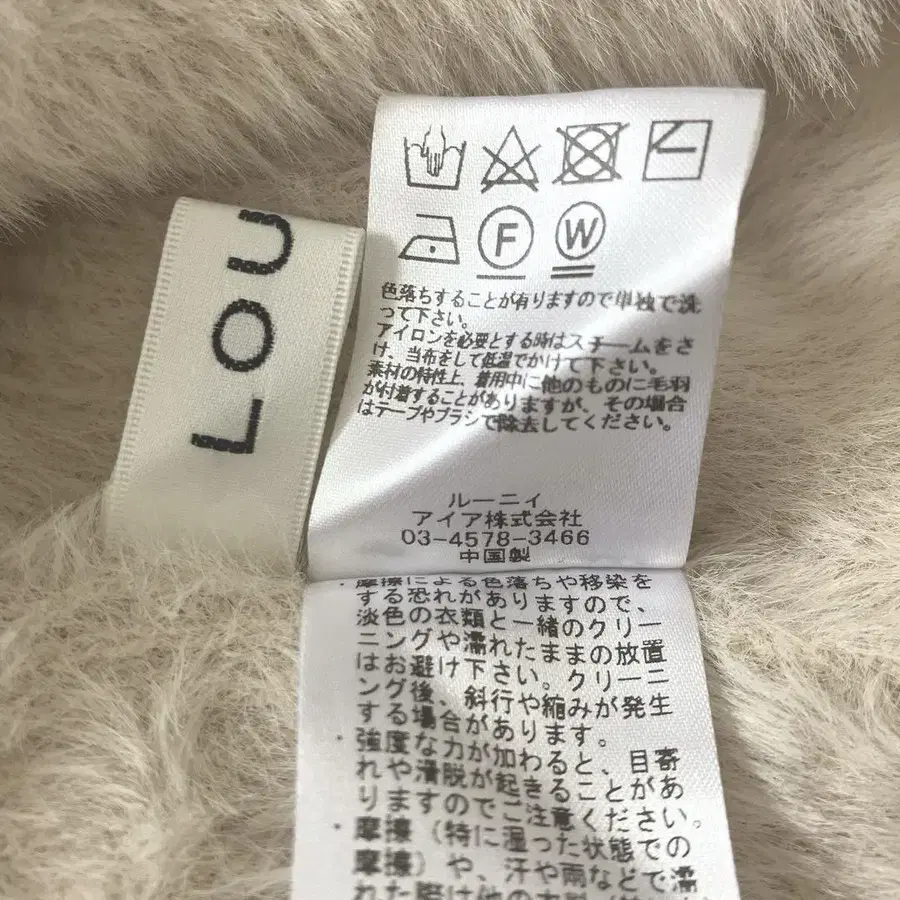 LOU
F
W
色落ちすることが有りますので単独で洗
って下さい。
アイロンを必要とする時はスチームをさ
け、当布をして低温でかけて下さい。
素材の特性上、着用中に他のものに毛羽
が付着することがありますが、その場合
はテープやブラシで除去してください。
ルーニィ
アイア株式会社
03-4578-3466
中国製
・摩擦による色落ちや移染を
する恐れがありますので、
淡色の衣類と一緒のクリー
ニングや濡れたままの放置
はお避け下さい。クリーニ
ング後、斜行や縮みが発生
する場合があります。
・強度な力が加わると、目寄
れや滑脱が起きることがあ
りますのでご注意ください。
・摩擦（特に湿った状態での
摩擦）や、汗や雨などで濡
れた際は他の